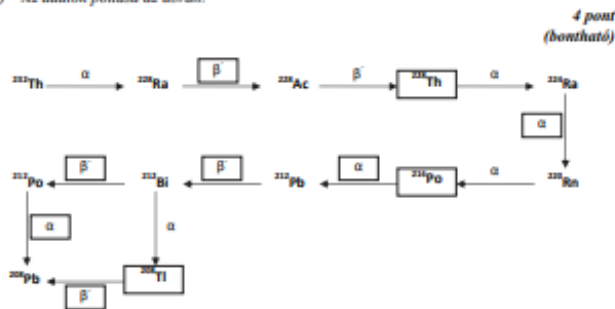 4 pont
(bontható)
²³²Th α ²²⁸Ra β⁻ ²²⁸Ac β⁻ ²²⁸Th α ²²⁴Ra
α
²¹²Po β⁻ ²¹²Bi β⁻ ²¹²Pb α ²¹⁶Po α ²²⁰Rn
α α
²⁰⁸Pb β⁻ ²⁰⁸Tl